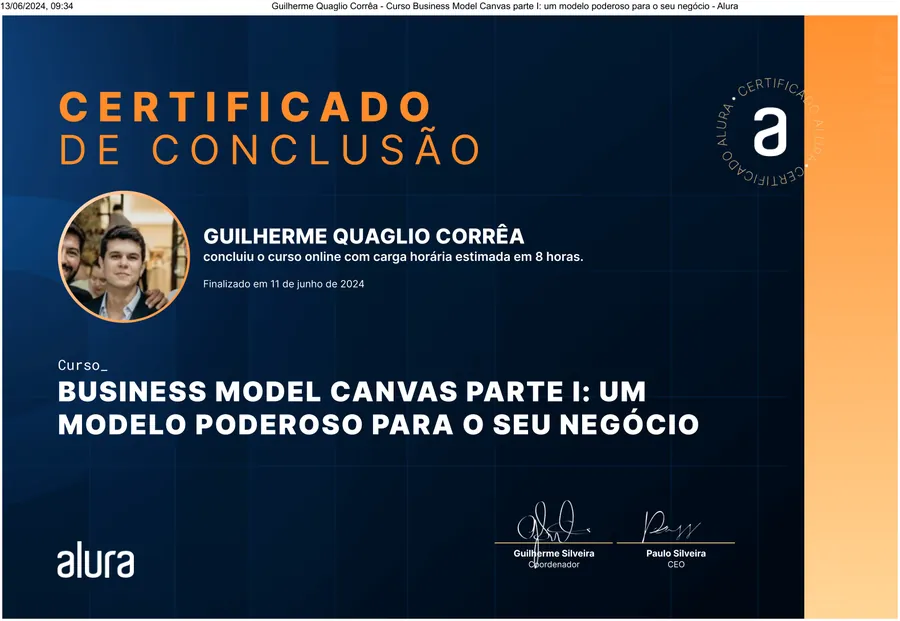 13/06/2024, 09:34
Guilherme Quaglio Corrêa - Curso Business Model Canvas parte I: um modelo poderoso para o seu negócio - Alura
CERTIFICADO
DE CONCLUSÃO
CERTIFICADO ALURA • CERTIFICADO ALURA •
a
GUILHERME QUAGLIO CORRÊA
concluiu o curso online com carga horária estimada em 8 horas.
Finalizado em 11 de junho de 2024
Curso_
BUSINESS MODEL CANVAS PARTE I: UM
MODELO PODEROSO PARA O SEU NEGÓCIO
alura
Guilherme Silveira
Coordenador
Paulo Silveira
CEO